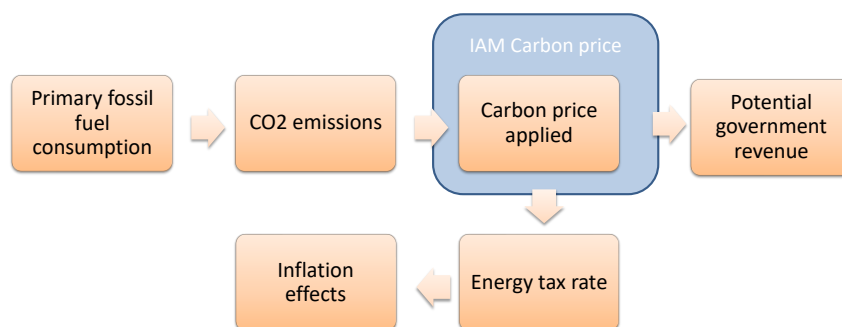 IAM Carbon price
Primary fossil
fuel
consumption
CO2 emissions
Carbon price
applied
Potential
government
revenue
Inflation
effects
Energy tax rate